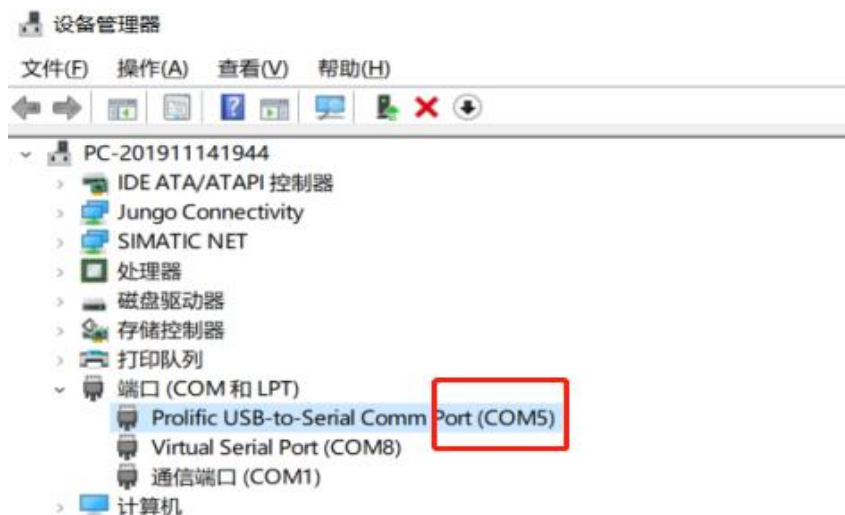 设备管理器
文件(F) 操作(A) 查看(V) 帮助(H)
PC-201911141944
IDE ATA/ATAPI 控制器
Jungo Connectivity
SIMATIC NET
处理器
磁盘驱动器
存储控制器
打印队列
端口 (COM 和 LPT)
Prolific USB-to-Serial Comm Port (COM5)
Virtual Serial Port (COM8)
通信端口 (COM1)
计算机